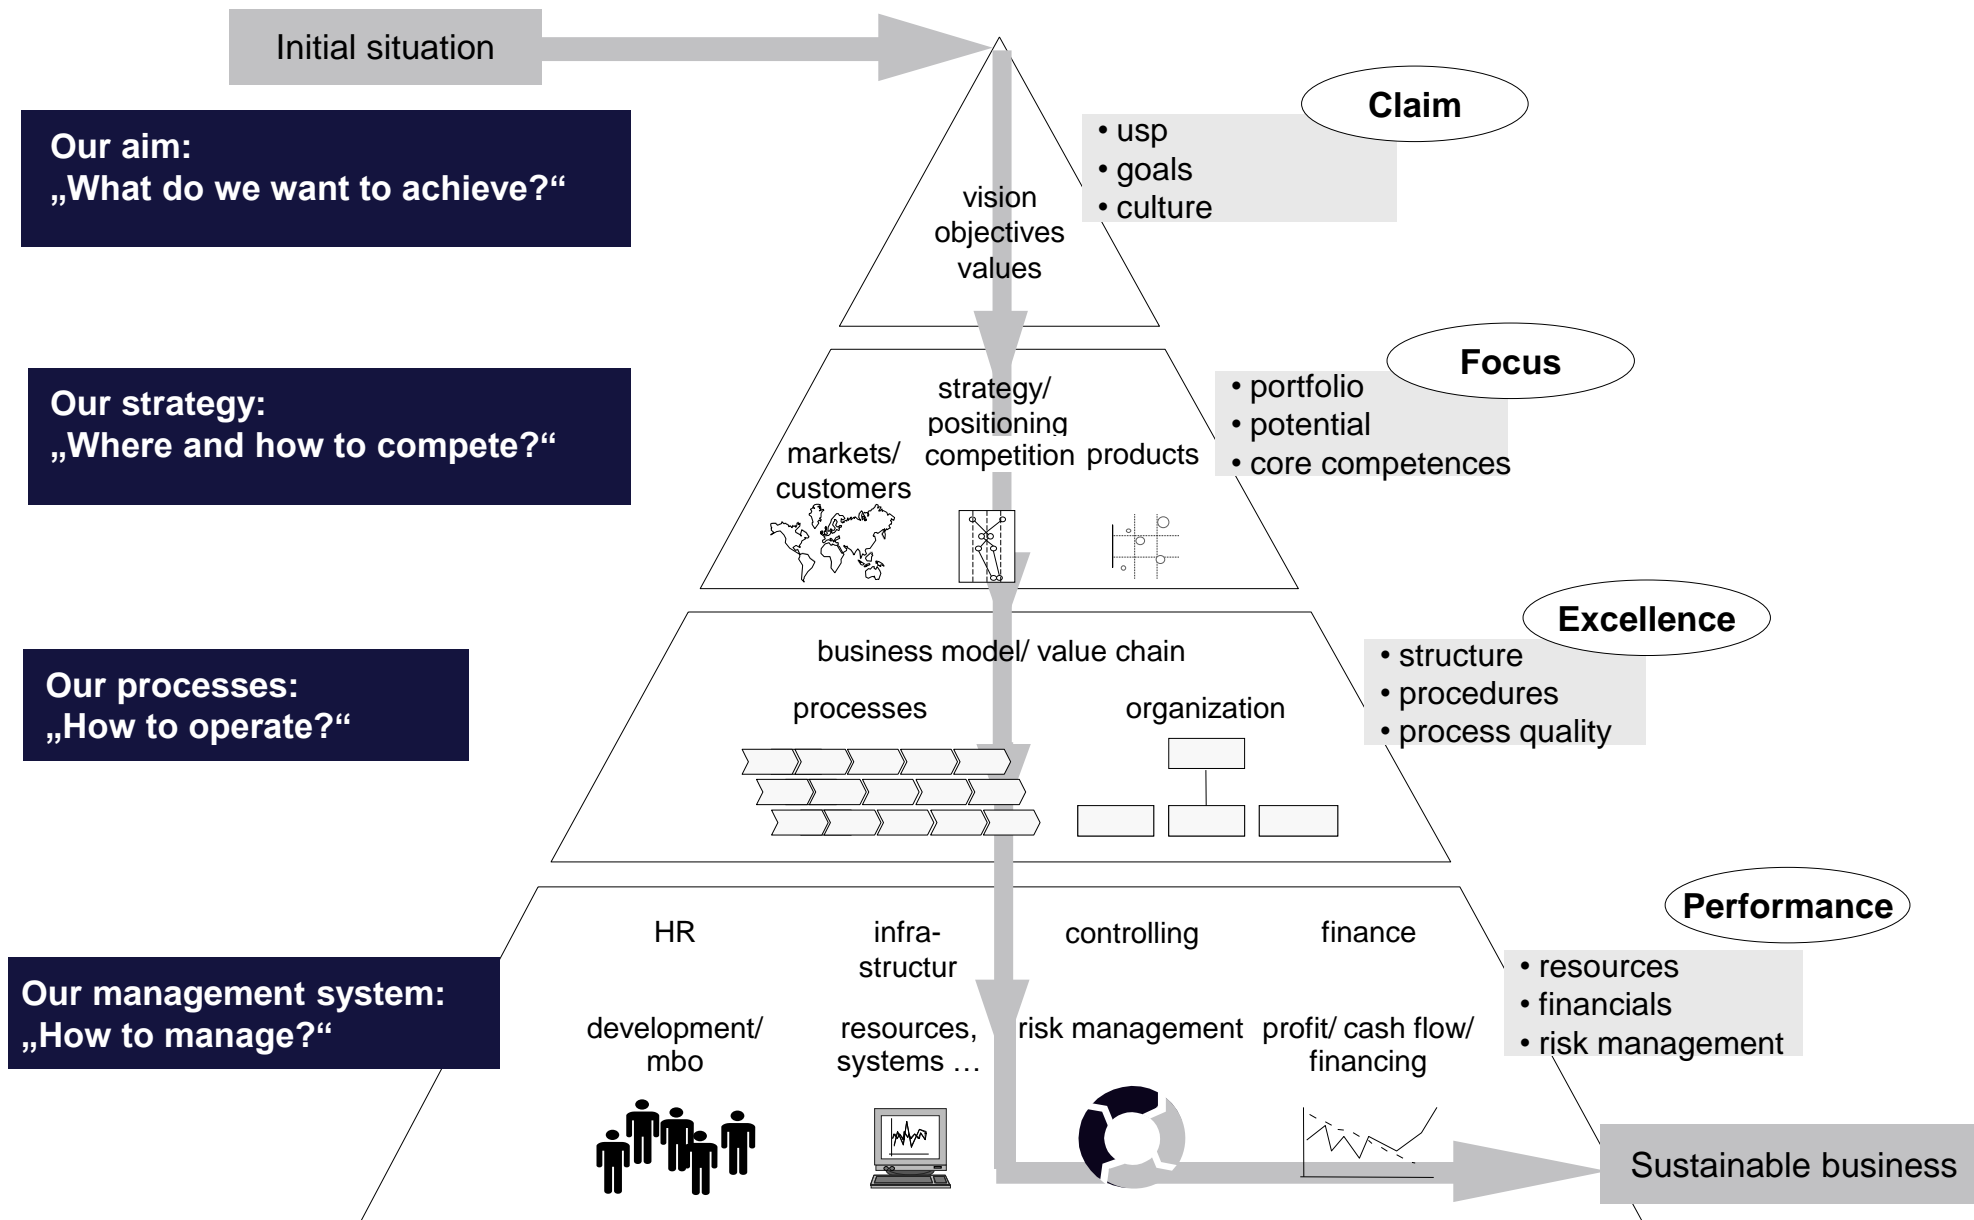 Initial situation
Claim
Our aim:
„What do we want to achieve?“
• usp
• goals
• culture
vision
objectives
values
Focus
Our strategy:
„Where and how to compete?“
strategy/
positioning
markets/
customers
competition
products
• portfolio
• potential
• core competences
Excellence
Our processes:
„How to operate?“
business model/ value chain
processes
organization
• structure
• procedures
• process quality
Performance
Our management system:
„How to manage?“
HR
infra-
structur
controlling
finance
development/
mbo
resources,
systems …
risk management
profit/ cash flow/
financing
• resources
• financials
• risk management
Sustainable business